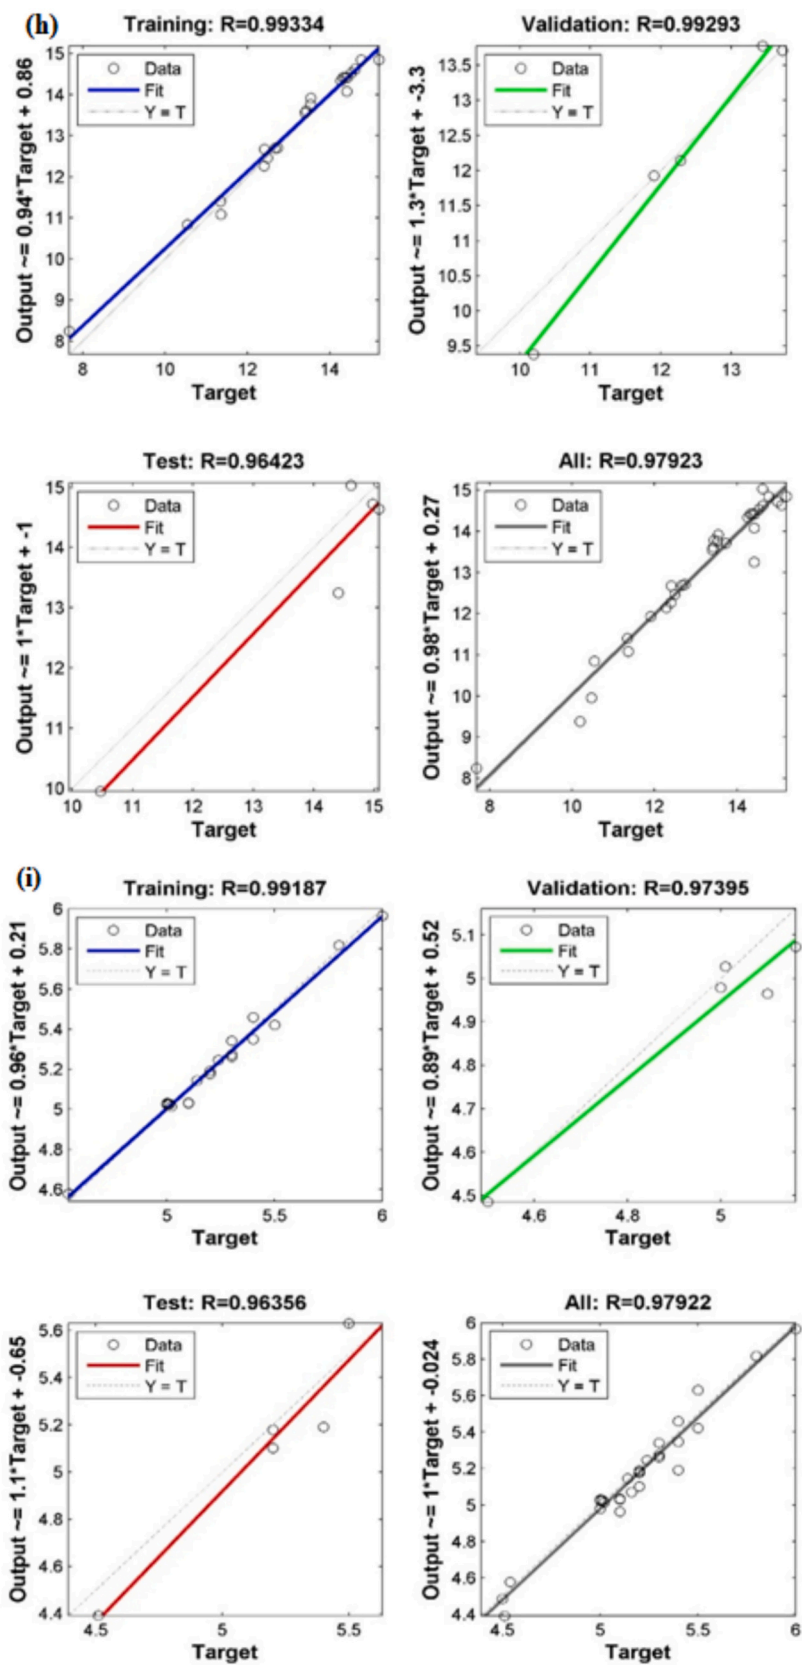 (h)
Training: R=0.99334
Output ~= 0.94*Target + 0.86
15
14
13
12
11
10
9
8
Data
Fit
Y = T
8
10
12
14
Target
Validation: R=0.99293
Output ~= 1.3*Target + -3.3
13.5
13
12.5
12
11.5
11
10.5
10
9.5
Data
Fit
Y = T
10
11
12
13
Target
Test: R=0.96423
Output ~= 1*Target + -1
15
14
13
12
11
10
Data
Fit
Y = T
10
11
12
13
14
15
Target
All: R=0.97923
Output ~= 0.98*Target + 0.27
15
14
13
12
11
10
9
8
Data
Fit
Y = T
8
10
12
14
Target
(i)
Training: R=0.99187
Output ~= 0.96*Target + 0.21
6
5.8
5.6
5.4
5.2
5
4.8
4.6
Data
Fit
Y = T
5
5.5
6
Target
Validation: R=0.97395
Output ~= 0.89*Target + 0.52
5.1
5
4.9
4.8
4.7
4.6
4.5
Data
Fit
Y = T
4.6
4.8
5
Target
Test: R=0.96356
Output ~= 1.1*Target + -0.65
5.6
5.4
5.2
5
4.8
4.6
4.4
Data
Fit
Y = T
4.5
5
5.5
Target
All: R=0.97922
Output ~= 1*Target + -0.024
6
5.8
5.6
5.4
5.2
5
4.8
4.6
4.4
Data
Fit
Y = T
4.5
5
5.5
6
Target